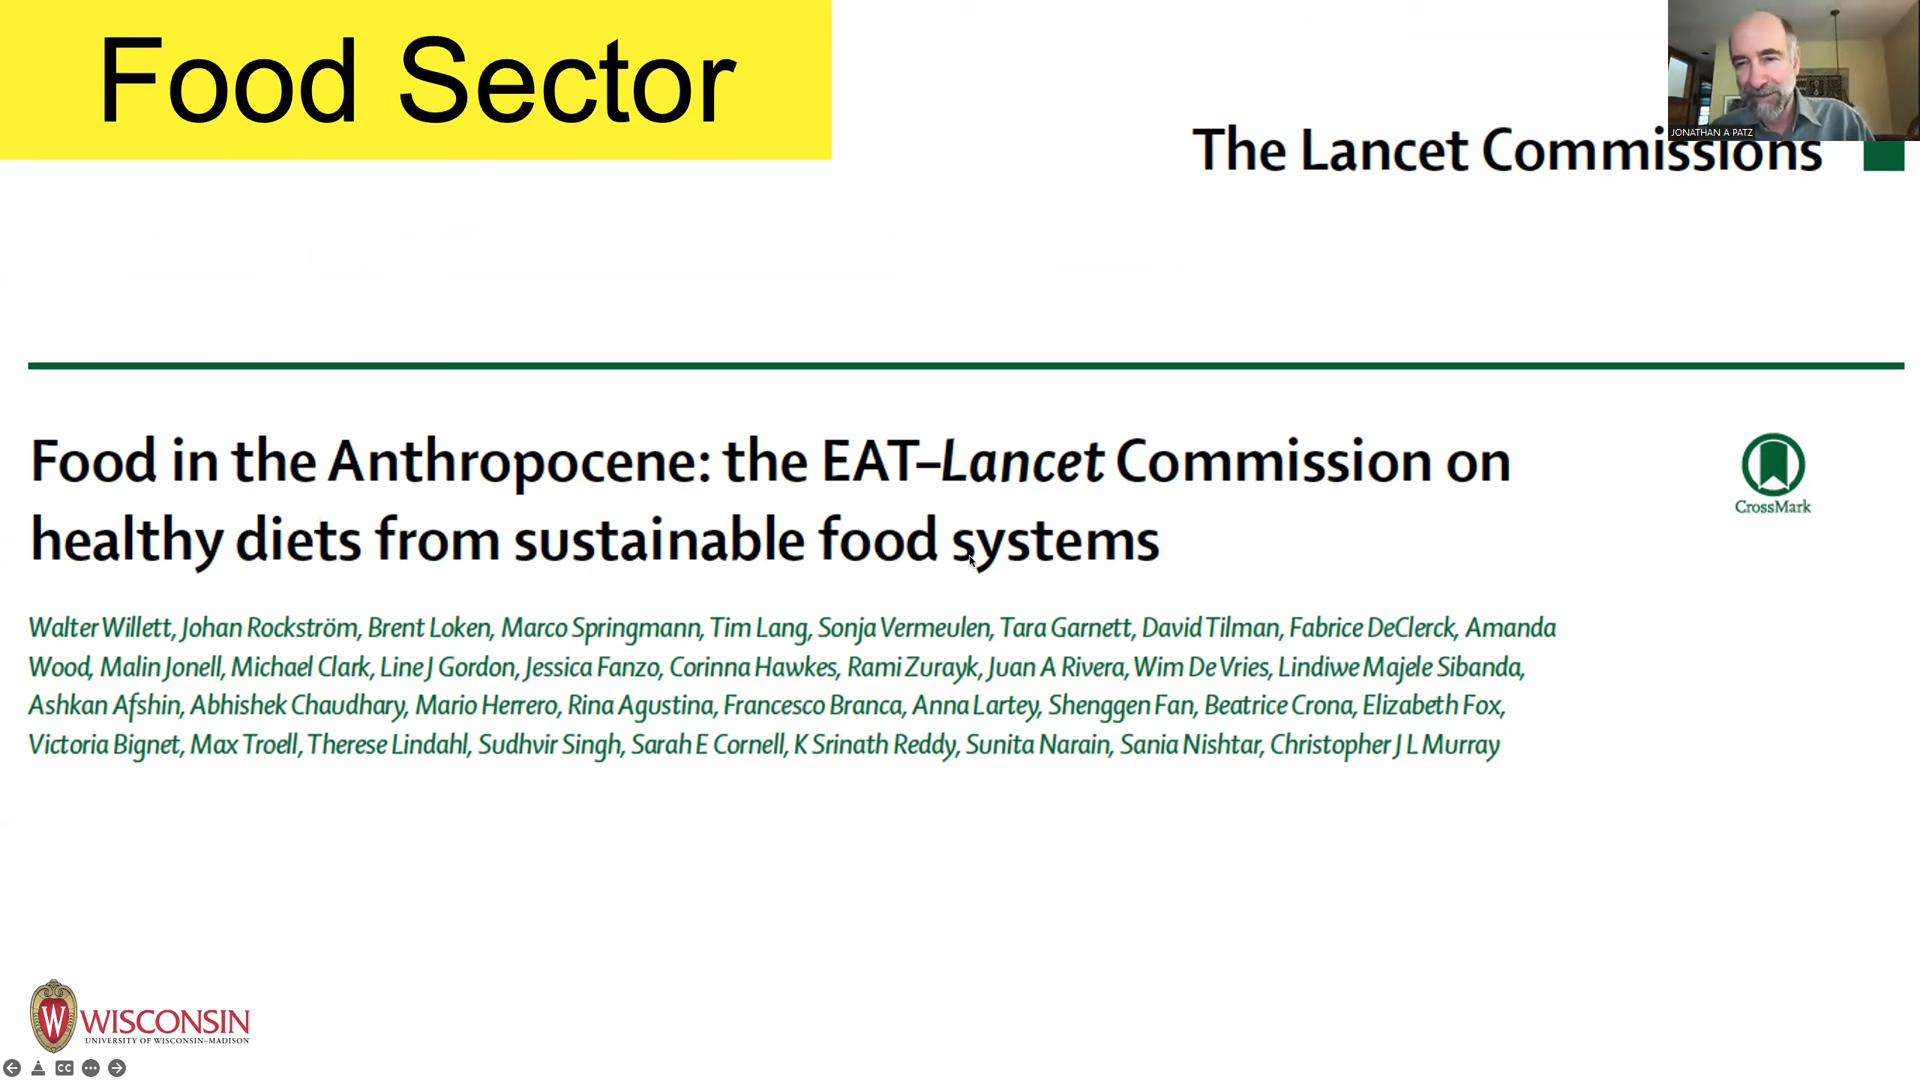 Food Sector
JONATHAN A PATZ
The Lancet Commissions
Food in the Anthropocene: the EAT–Lancet Commission on
healthy diets from sustainable food systems
CrossMark
Walter Willett, Johan Rockström, Brent Loken, Marco Springmann, Tim Lang, Sonja Vermeulen, Tara Garnett, David Tilman, Fabrice DeClerck, Amanda
Wood, Malin Jonell, Michael Clark, Line J Gordon, Jessica Fanzo, Corinna Hawkes, Rami Zurayk, Juan A Rivera, Wim De Vries, Lindiwe Majele Sibanda,
Ashkan Afshin, Abhishek Chaudhary, Mario Herrero, Rina Agustina, Francesco Branca, Anna Lartey, Shenggen Fan, Beatrice Crona, Elizabeth Fox,
Victoria Bignet, Max Troell, Therese Lindahl, Sudhvir Singh, Sarah E Cornell, K Srinath Reddy, Sunita Narain, Sania Nishtar, Christopher J L Murray
W
WISCONSIN
UNIVERSITY OF WISCONSIN–MADISON
CC